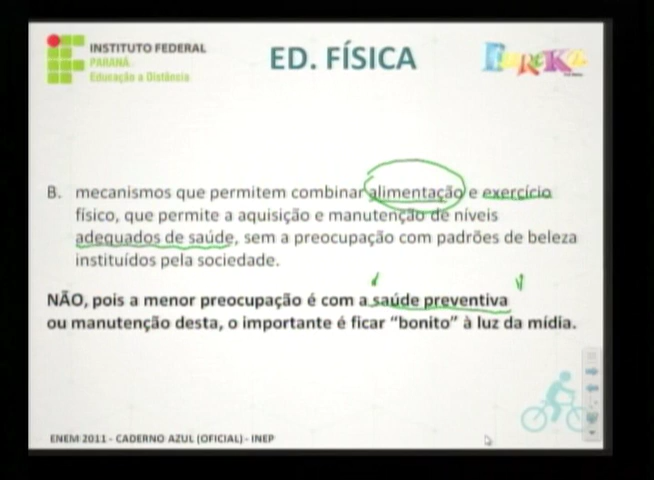 INSTITUTO FEDERAL
PARANÁ
Educação a Distância
ED. FÍSICA
EUREKA
B. mecanismos que permitem combinar alimentação e exercício
físico, que permite a aquisição e manutenção de níveis
adequados de saúde, sem a preocupação com padrões de beleza
instituídos pela sociedade.
NÃO, pois a menor preocupação é com a saúde preventiva
ou manutenção desta, o importante é ficar “bonito” à luz da mídia.
ENEM 2011 - CADERNO AZUL (OFICIAL) - INEP